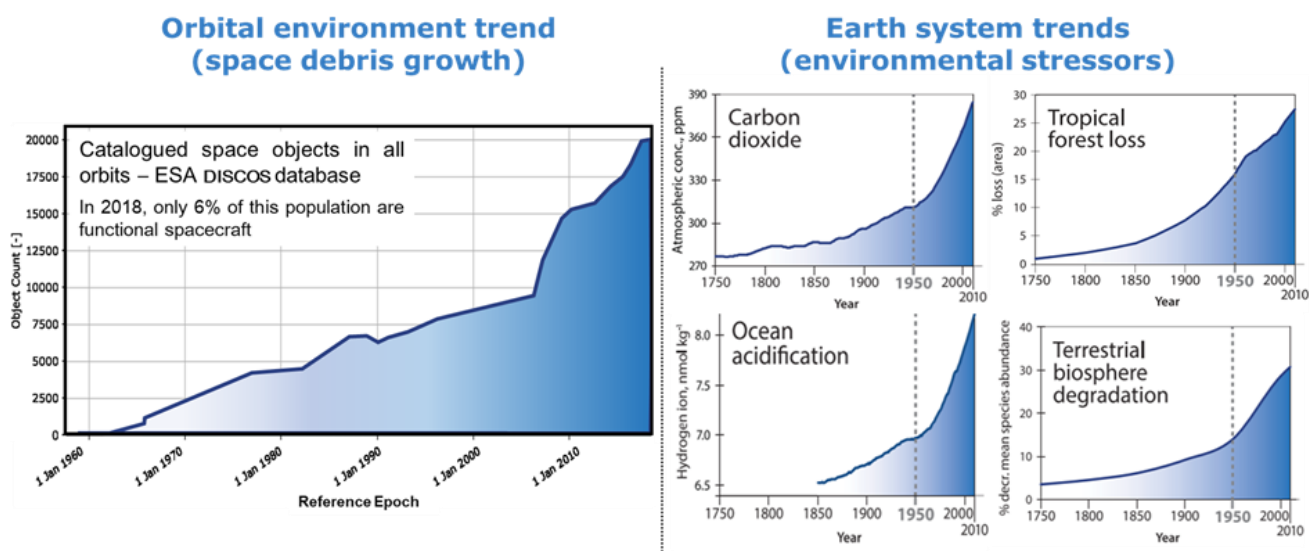 Orbital environment trend
(space debris growth)
20000
17500
15000
12500
10000
7500
5000
2500
0
Object Count [-]
Catalogued space objects in all
orbits – ESA DISCOS database
In 2018, only 6% of this population are
functional spacecraft
1 Jan 1960
1 Jan 1970
1 Jan 1980
1 Jan 1990
1 Jan 2000
1 Jan 2010
Reference Epoch
Earth system trends
(environmental stressors)
Atmospheric conc., ppm
390
360
330
300
270
Carbon
dioxide
1750 1800 1850 1900 1950 2000
2010
Year
% loss (area)
30
25
20
15
10
5
0
Tropical
forest loss
1750 1800 1850 1900 1950 2000
2010
Year
Hydrogen ion, nmol kg-1
8.0
7.5
7.0
6.5
Ocean
acidification
1750 1800 1850 1900 1950 2000
2010
Year
% decr. mean species abundance
40
30
20
10
0
Terrestrial
biosphere
degradation
1750 1800 1850 1900 1950 2000
2010
Year